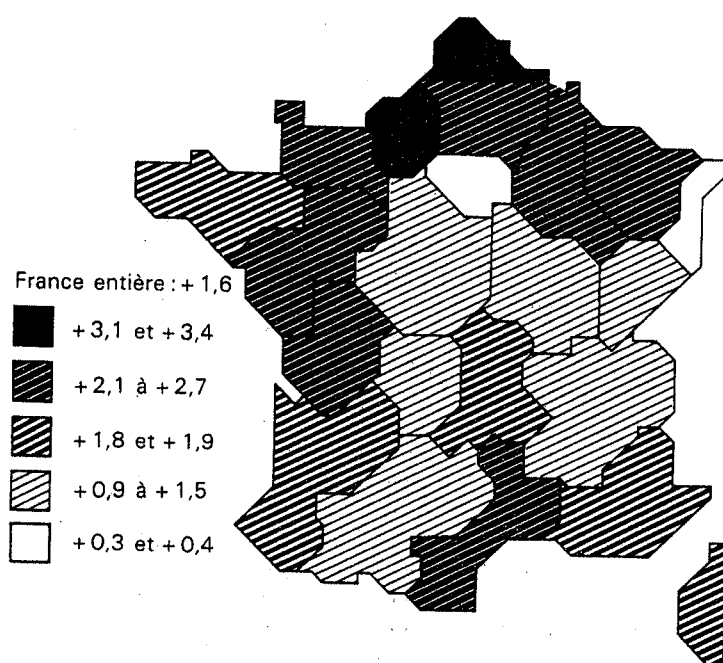 France entière : + 1,6
+ 3,1 et + 3,4
+ 2,1 à + 2,7
+ 1,8 et + 1,9
+ 0,9 à + 1,5
+ 0,3 et + 0,4